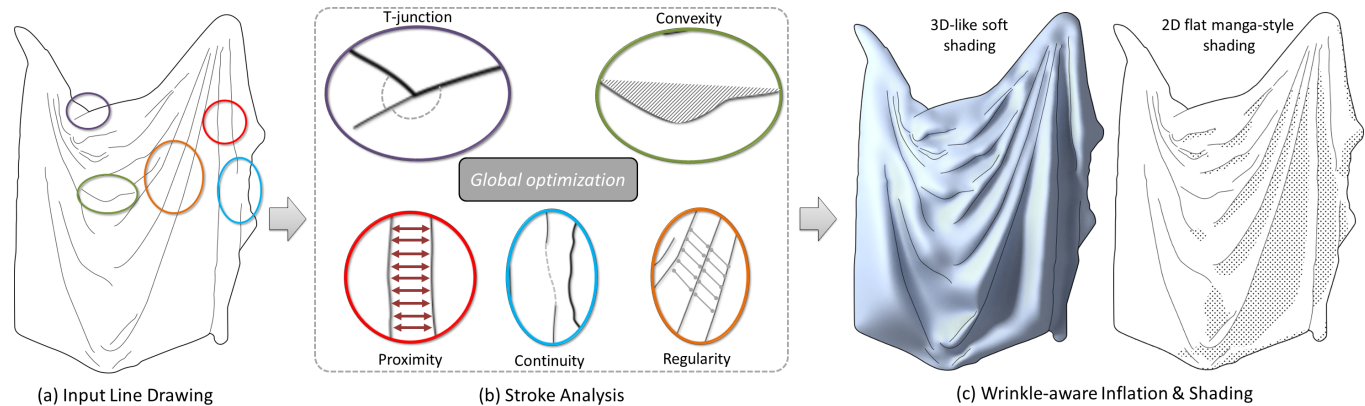 T-junction
Convexity
Global optimization
Proximity
Continuity
Regularity
3D-like soft
shading
2D flat manga-style
shading
(a) Input Line Drawing
(b) Stroke Analysis
(c) Wrinkle-aware Inflation & Shading